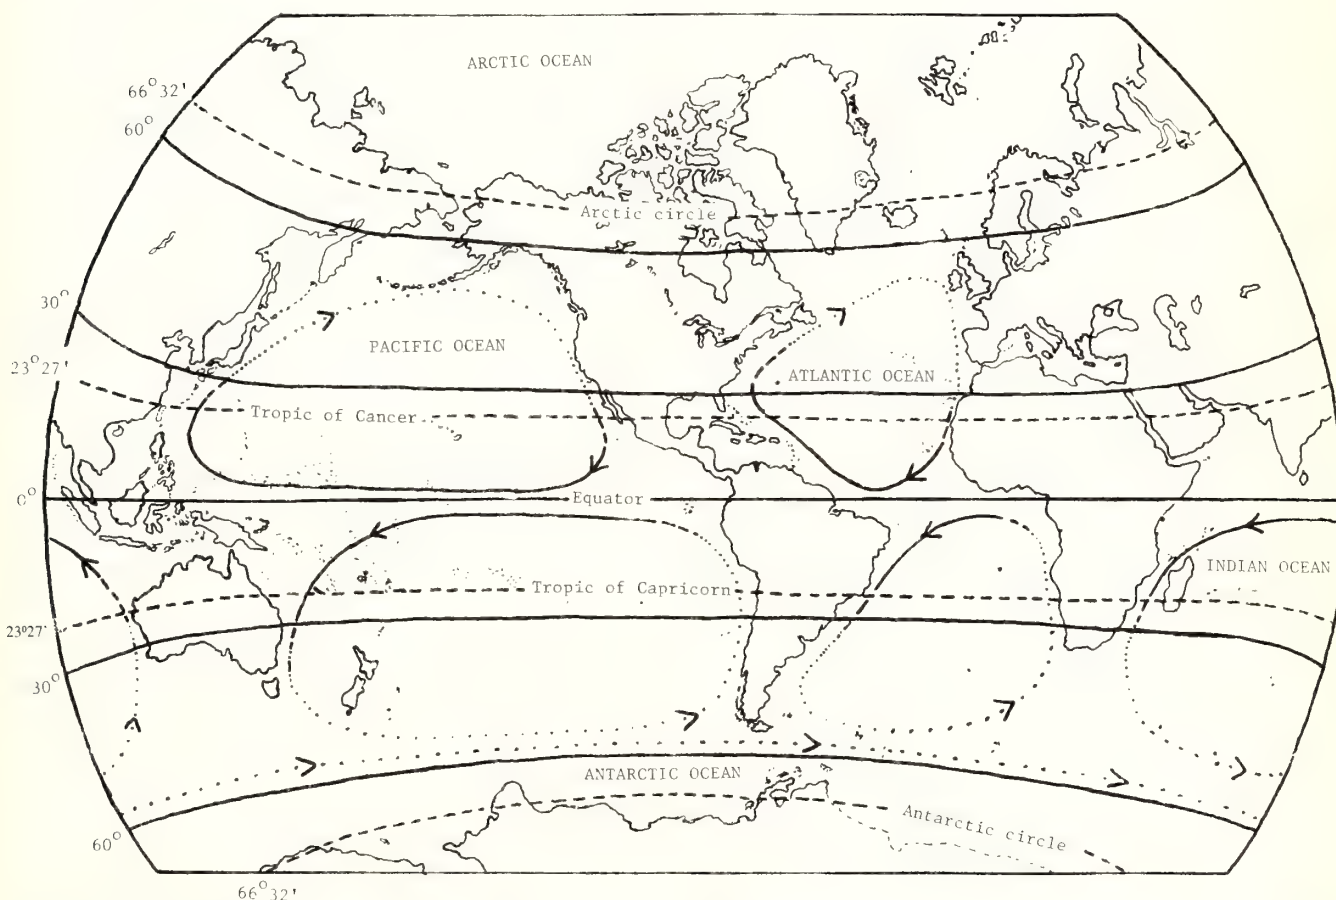 ARCTIC OCEAN
66°32'
60°
Arctic circle
30°
PACIFIC OCEAN
23°27'
ATLANTIC OCEAN
Tropic of Cancer
0°
Equator
INDIAN OCEAN
Tropic of Capricorn
23°27'
30°
ANTARCTIC OCEAN
Antarctic circle
60°
66°32'